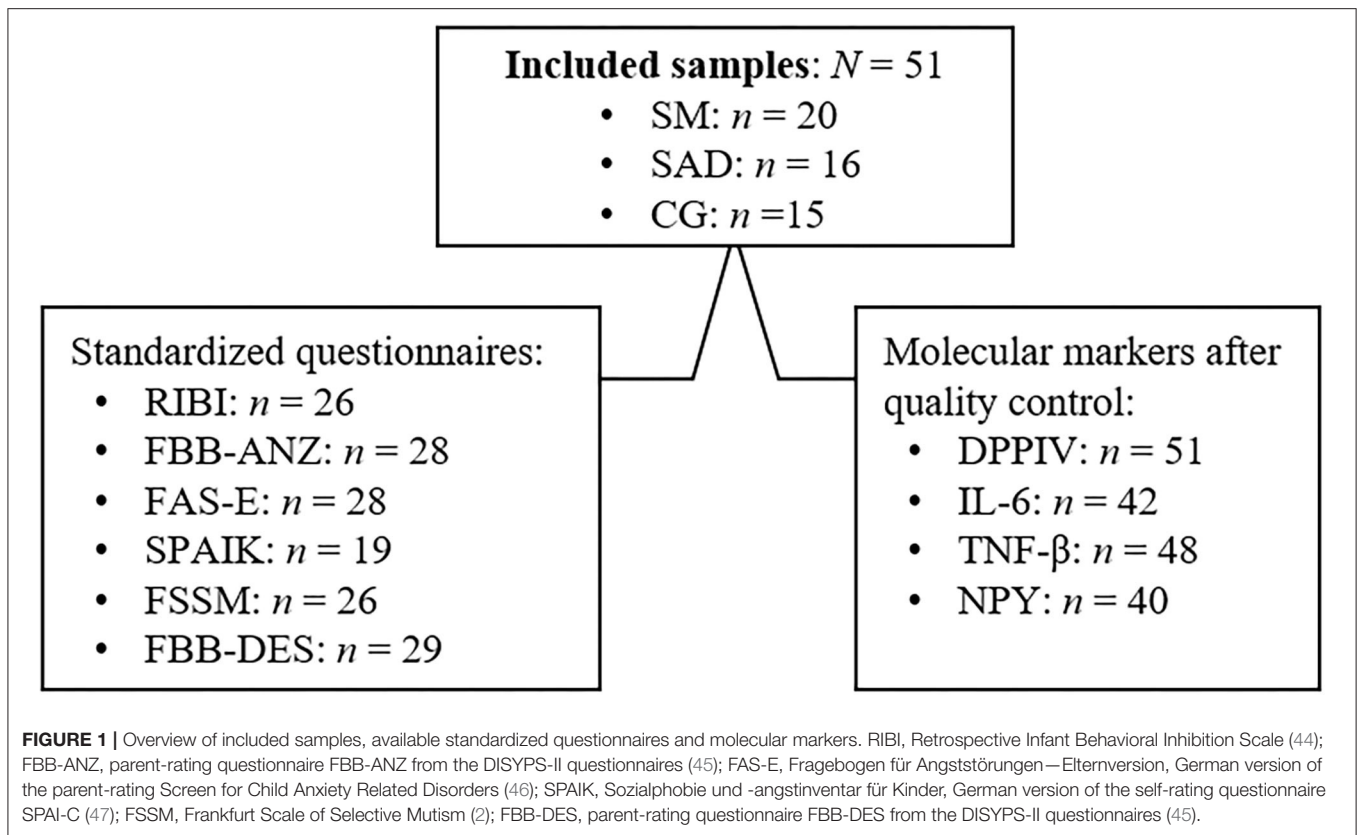 Included samples: N = 51
• SM: n = 20
• SAD: n = 16
• CG: n =15
Standardized questionnaires:
• RIBI: n = 26
• FBB-ANZ: n = 28
• FAS-E: n = 28
• SPAIK: n = 19
• FSSM: n = 26
• FBB-DES: n = 29
Molecular markers after
quality control:
• DPPIV: n = 51
• IL-6: n = 42
• TNF-β: n = 48
• NPY: n = 40
FIGURE 1 | Overview of included samples, available standardized questionnaires and molecular markers. RIBI, Retrospective Infant Behavioral Inhibition Scale (44);
FBB-ANZ, parent-rating questionnaire FBB-ANZ from the DISYPS-II questionnaires (45); FAS-E, Fragebogen für Angststörungen—Elternversion, German version of
the parent-rating Screen for Child Anxiety Related Disorders (46); SPAIK, Sozialphobie und -angstinventar für Kinder, German version of the self-rating questionnaire
SPAI-C (47); FSSM, Frankfurt Scale of Selective Mutism (2); FBB-DES, parent-rating questionnaire FBB-DES from the DISYPS-II questionnaires (45).